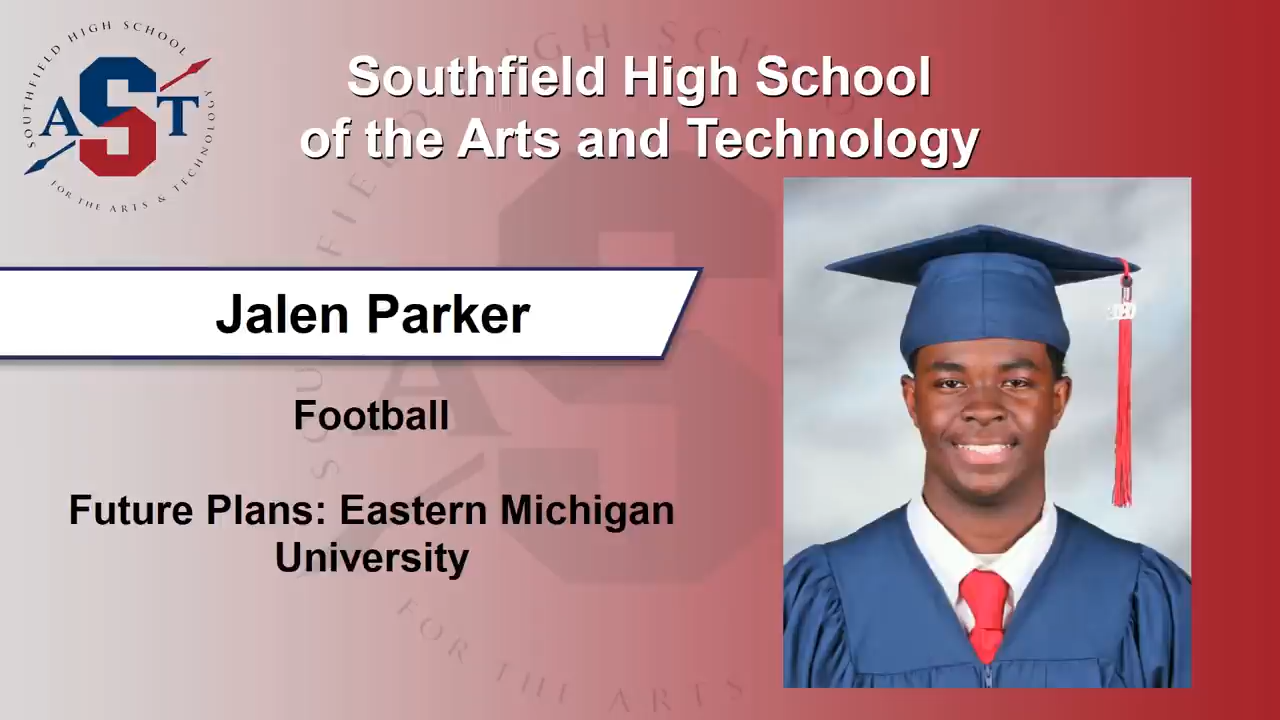 SOUTHFIELD HIGH SCHOOL
AST
FOR THE ARTS & TECHNOLOGY
Southfield High School
of the Arts and Technology
Jalen Parker
Football
Future Plans: Eastern Michigan
University